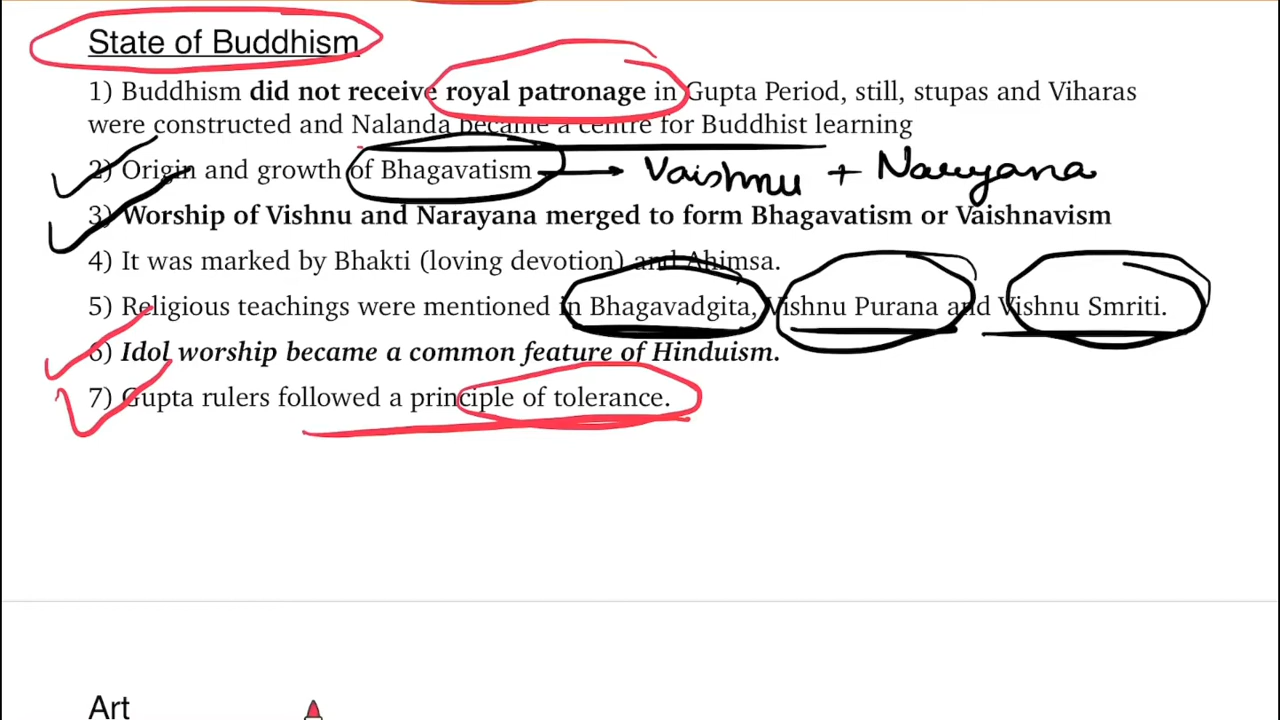 State of Buddhism
1) Buddhism did not receive royal patronage in Gupta Period, still, stupas and Viharas
were constructed and Nalanda became a centre for Buddhist learning
2) Origin and growth of Bhagavatism → Vaishnu + Naryana
3) Worship of Vishnu and Narayana merged to form Bhagavatism or Vaishnavism
4) It was marked by Bhakti (loving devotion) and Ahimsa.
5) Religious teachings were mentioned in Bhagavadgita, Vishnu Purana and Vishnu Smriti.
6) Idol worship became a common feature of Hinduism.
7) Gupta rulers followed a principle of tolerance.
Art